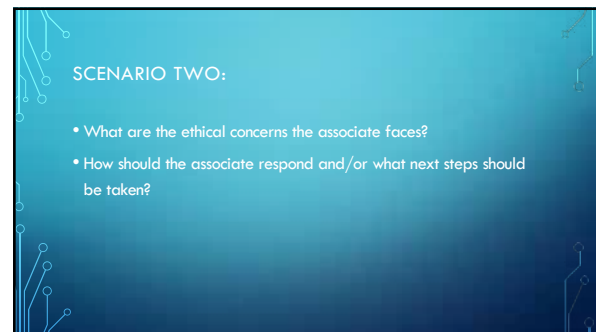 SCENARIO TWO:
• What are the ethical concerns the associate faces?
• How should the associate respond and/or what next steps should
be taken?